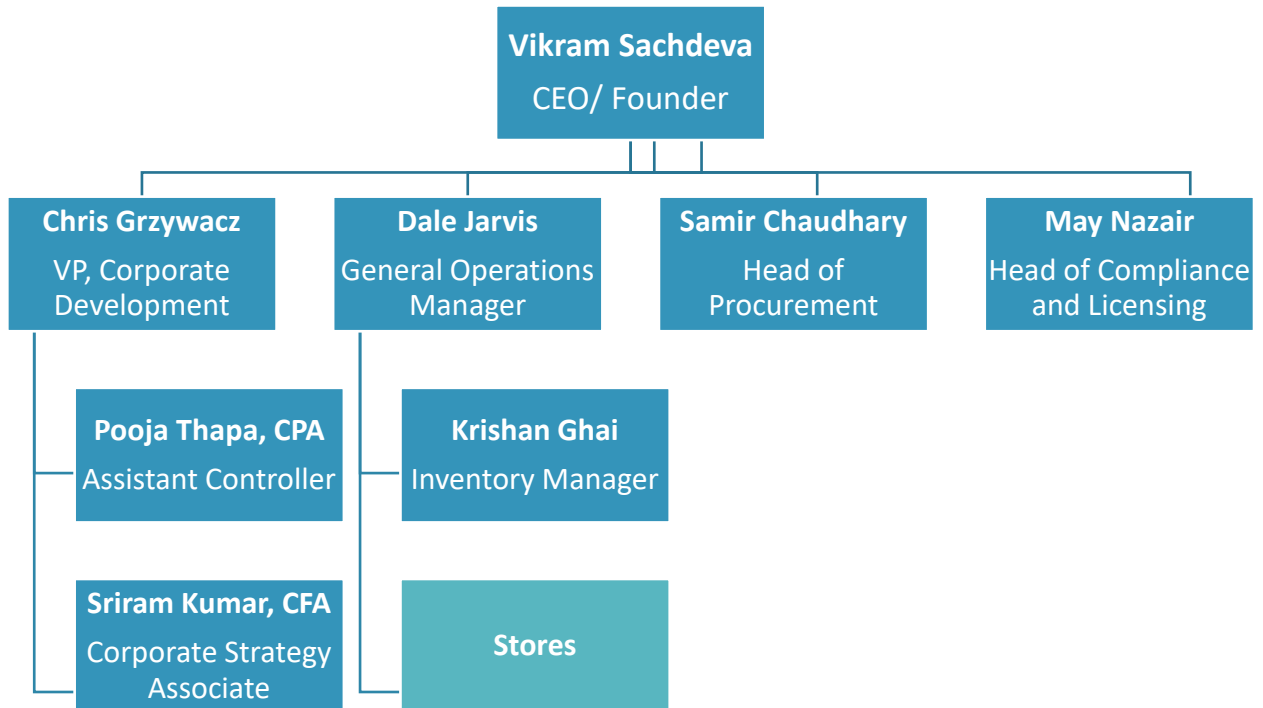 Vikram Sachdeva
CEO/ Founder
Chris Grzywacz
VP, Corporate
Development
Dale Jarvis
General Operations
Manager
Samir Chaudhary
Head of
Procurement
May Nazair
Head of Compliance
and Licensing
Pooja Thapa, CPA
Assistant Controller
Krishan Ghai
Inventory Manager
Sriram Kumar, CFA
Corporate Strategy
Associate
Stores